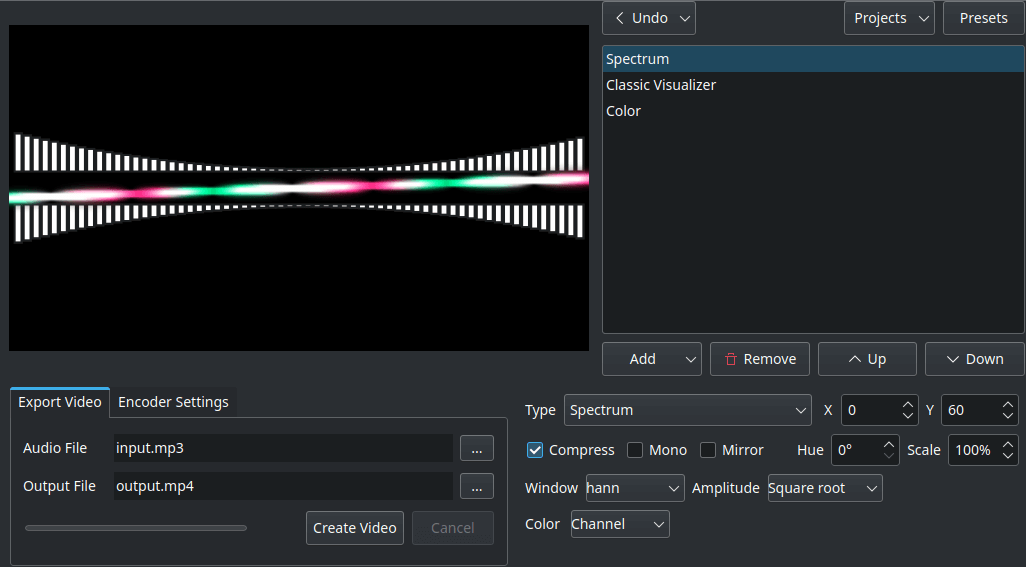 Undo
Projects
Presets
Spectrum
Classic Visualizer
Color
Add
Remove
Up
Down
Export Video
Encoder Settings
Audio File input.mp3 ...
Output File output.mp4 ...
Create Video
Cancel
Type Spectrum X 0 Y 60
Compress Mono Mirror Hue 0° Scale 100%
Window hann Amplitude Square root
Color Channel